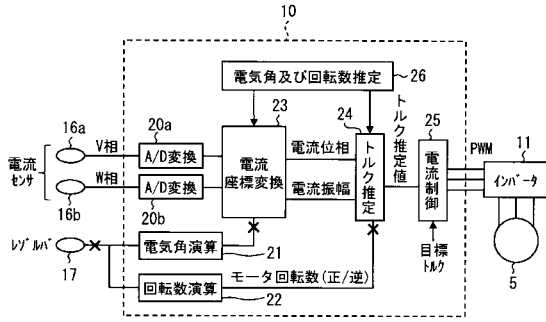 10
電気角及び回転数推定
26
16a
V相
20a
A/D変換
23
電流座標変換
24
トルク推定
トルク推定値
25
電流制御
PWM
11
インバータ
電流センサ
電流位相
16b
W相
A/D変換
20b
電流振幅
レゾルバ
17
電気角演算
21
目標トルク
5
回転数演算
22
モータ回転数(正/逆)